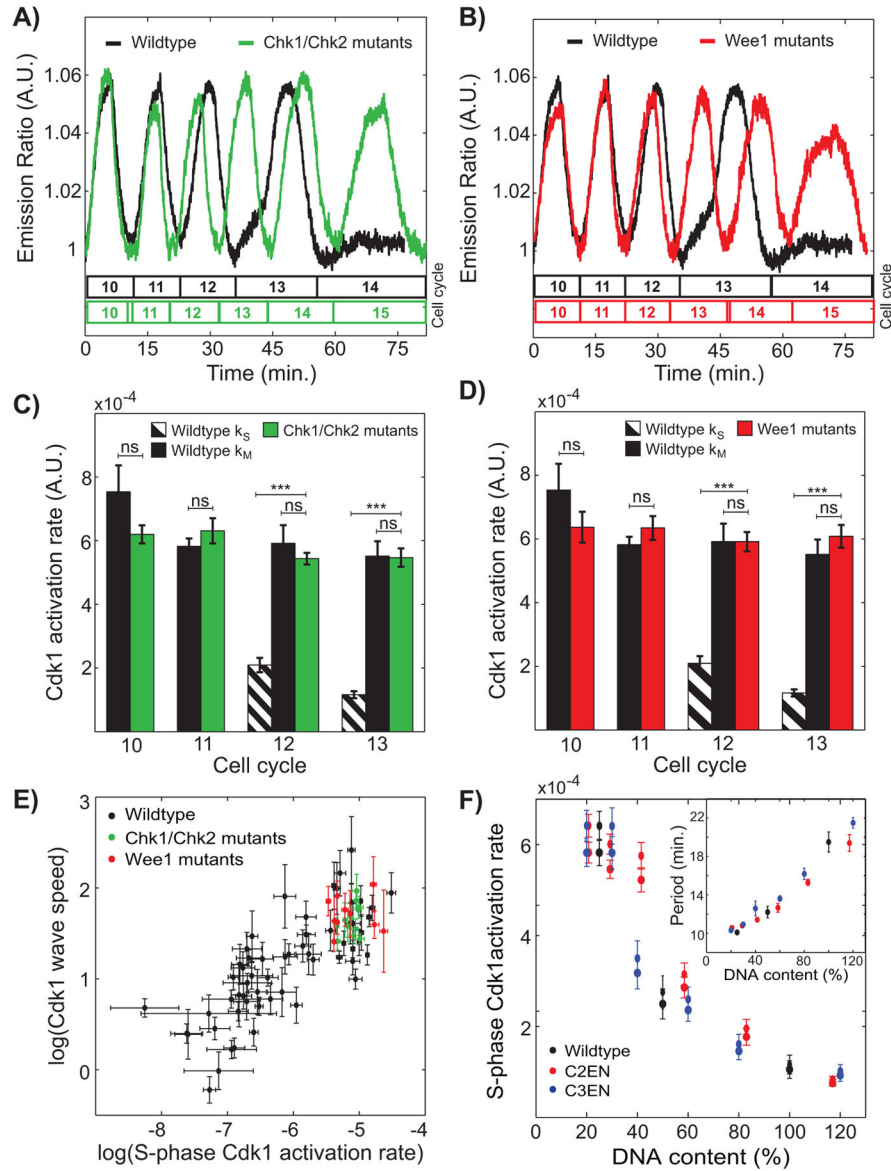 A)
Wildtype Chk1/Chk2 mutants
Emission Ratio (A.U.)
1.06
1.04
1.02
1
10 11 12 13 14
10 11 12 13 14 15
Cell cycle
0 15 30 45 60 75
Time (min.)
B)
Wildtype Wee1 mutants
Emission Ratio (A.U.)
1.06
1.04
1.02
1
10 11 12 13 14
10 11 12 13 14 15
Cell cycle
0 15 30 45 60 75
Time (min.)
C)
x10-4
Wildtype kS Chk1/Chk2 mutants
Wildtype kM
Cdk1 activation rate (A.U.)
8
6
4
2
ns
ns
***
ns
***
ns
10 11 12 13
Cell cycle
D)
x10-4
Wildtype kS Wee1 mutants
Wildtype kM
Cdk1 activation rate (A.U.)
8
6
4
2
ns
ns
***
ns
***
ns
10 11 12 13
Cell cycle
E)
Wildtype
Chk1/Chk2 mutants
Wee1 mutants
log(Cdk1 wave speed)
3
2
1
0
-8 -7 -6 -5 -4
log(S-phase Cdk1 activation rate)
F)
x10-4
S-phase Cdk1activation rate
6
4
2
Wildtype
C2EN
C3EN
0 20 40 60 80 100 120
DNA content (%)
Period (min.)
22
18
14
10
0 40 80 120
DNA content (%)